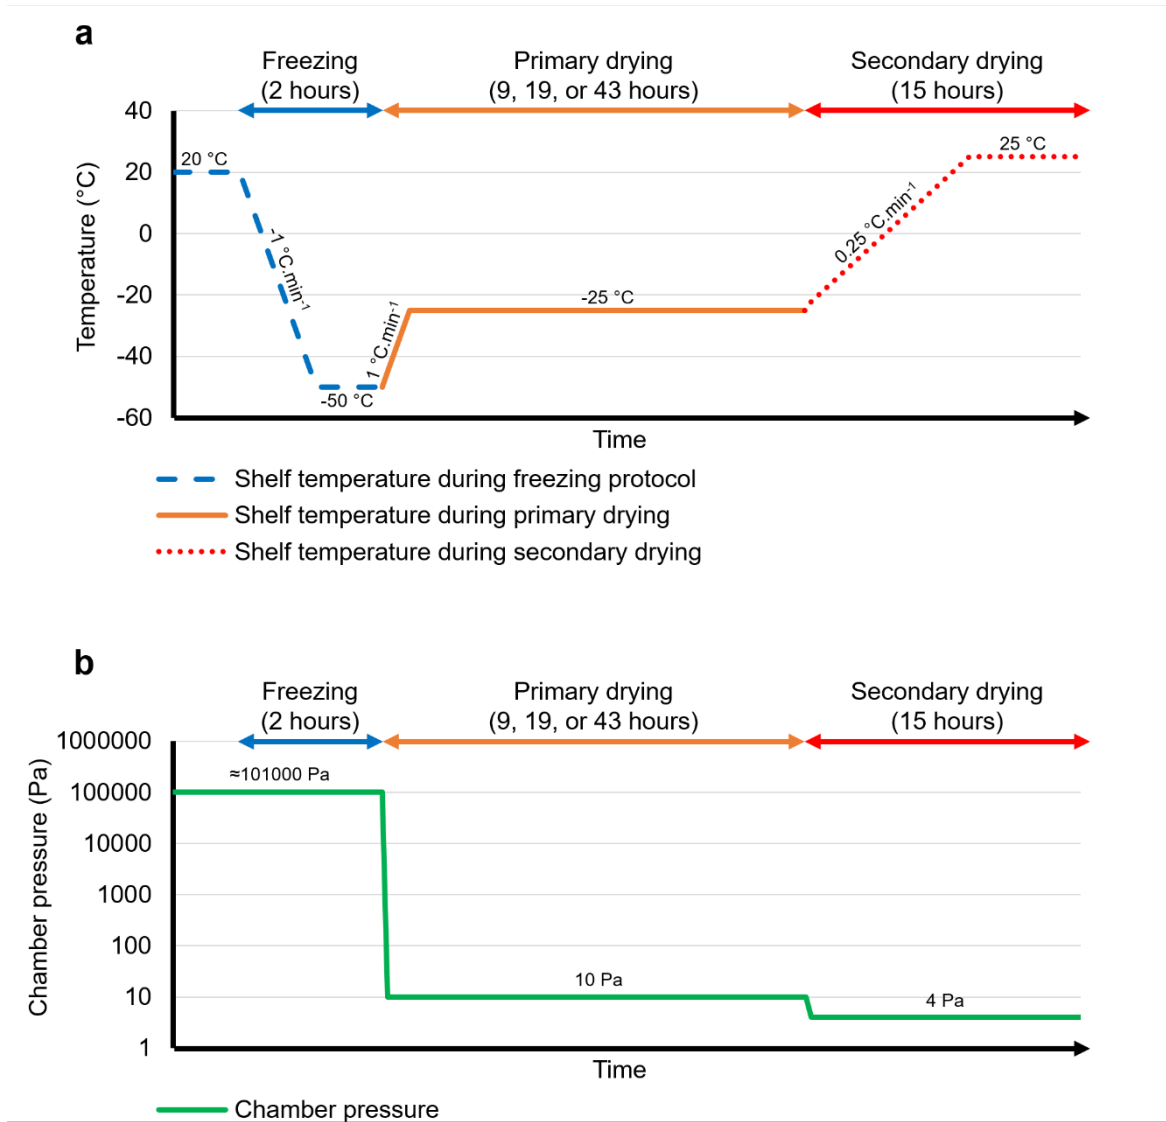 a
Freezing
(2 hours)
Primary drying
(9, 19, or 43 hours)
Secondary drying
(15 hours)
Temperature (°C)
40
20
0
-20
-40
-60
20 °C
-1 °C.min⁻¹
-50 °C
1 °C.min⁻¹
-25 °C
0.25 °C.min⁻¹
25 °C
Time
Shelf temperature during freezing protocol
Shelf temperature during primary drying
Shelf temperature during secondary drying
b
Freezing
(2 hours)
Primary drying
(9, 19, or 43 hours)
Secondary drying
(15 hours)
Chamber pressure (Pa)
1000000
100000
10000
1000
100
10
1
≈101000 Pa
10 Pa
4 Pa
Time
Chamber pressure